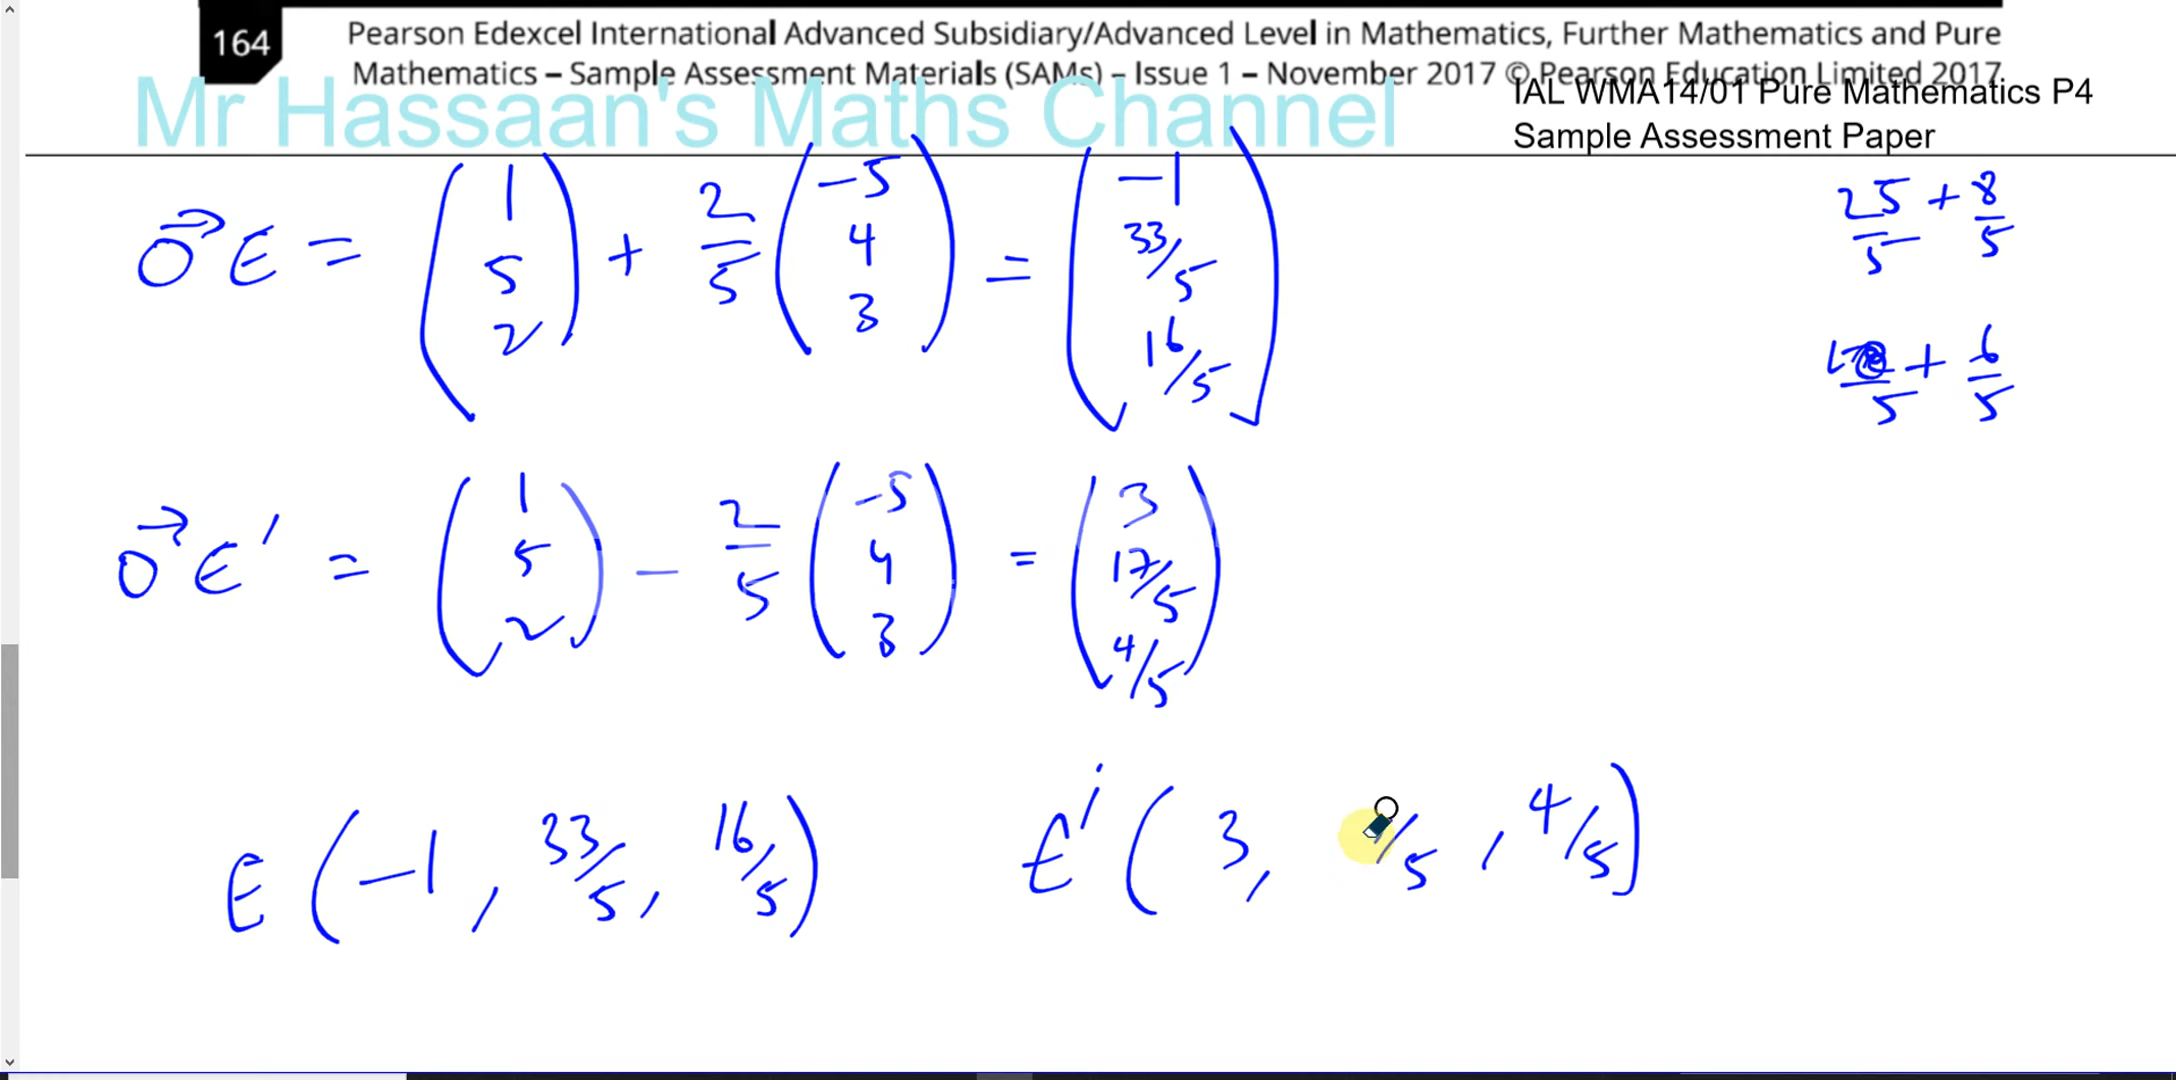 164
Pearson Edexcel International Advanced Subsidiary/Advanced Level in Mathematics, Further Mathematics and Pure
Mathematics – Sample Assessment Materials (SAMs) – Issue 1 – November 2017 © Pearson Education Limited 2017
Mr Hassaan's Maths Channel
IAL WMA14/01 Pure Mathematics P4
Sample Assessment Paper
O⃗E = (1 5 2) + 2/5 (-5 4 3) = (-1 33/5 16/5)
25/5 + 8/5
/5 + 6/5
O⃗E' = (1 5 2) - 2/5 (-5 4 3) = (3 17/5 4/5)
E (-1, 33/5, 16/5)
E' (3, /5, 4/5)